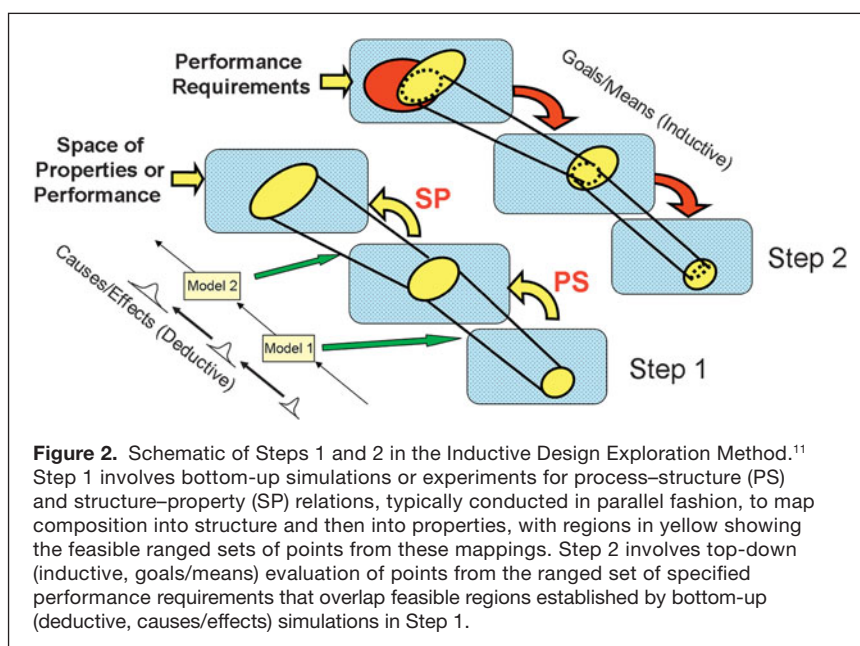 Performance
Requirements
Goals/Means (Inductive)
Space of
Properties or
Performance
SP
Step 2
Causes/Effects (Deductive)
Model 2
PS
Model 1
Step 1
Figure 2. Schematic of Steps 1 and 2 in the Inductive Design Exploration Method.¹¹
Step 1 involves bottom-up simulations or experiments for process–structure (PS)
and structure–property (SP) relations, typically conducted in parallel fashion, to map
composition into structure and then into properties, with regions in yellow showing
the feasible ranged sets of points from these mappings. Step 2 involves top-down
(inductive, goals/means) evaluation of points from the ranged set of specified
performance requirements that overlap feasible regions established by bottom-up
(deductive, causes/effects) simulations in Step 1.